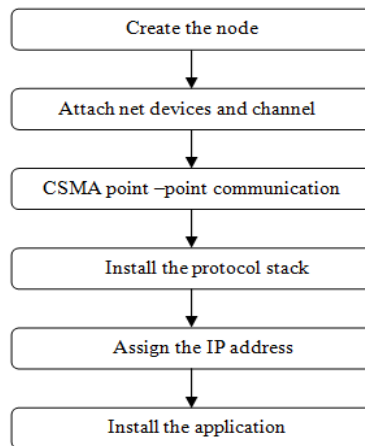 Create the node
Attach net devices and channel
CSMA point –point communication
Install the protocol stack
Assign the IP address
Install the application